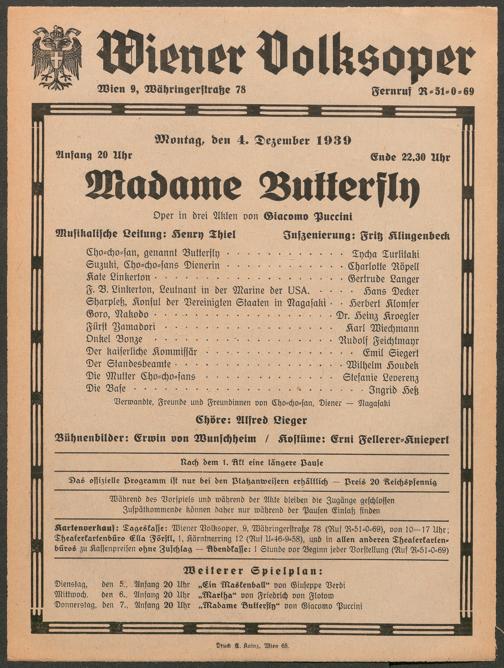 Wiener Volksoper
Wien 9, Währingerstraße 78 Fernruf R-51-0-69
Montag, den 4. Dezember 1939
Anfang 20 Uhr Ende 22,30 Uhr
Madame Butterfly
Oper in drei Akten von Giacomo Puccini
Musikalische Leitung: Henry Thiel Inszenierung: Fritz Klingenbeck
Cho-cho-san, genannt Butterfly Tycha Turlitaki
Suzuki, Cho-cho-sans Dienerin Charlotte Röpell
Kate Linkerton Gertrude Langer
F. B. Linkerton, Leutnant in der Marine der USA. Hans Decker
Sharpleß, Konsul der Vereinigten Staaten in Nagasaki Herbert Klomser
Goro, Nakodo Dr. Heinz Kroegler
Fürst Yamadori Karl Wiechmann
Onkel Bonze Rudolf Feichtmayr
Der kaiserliche Kommissär Emil Siegert
Der Standesbeamte Wilhelm Houdek
Die Mutter Cho-cho-sans Stefanie Leverenz
Die Base Ingrid Heß
Verwandte, Freunde und Freundinnen von Cho-cho-san, Diener — Nagasaki
Chöre: Alfred Lieger
Bühnenbilder: Erwin von Wunschheim / Kostüme: Erni Fellerer-Knieperl
Nach dem 1. Akt eine längere Pause
Das offizielle Programm ist nur bei den Platzanweisern erhältlich — Preis 20 Reichspfennig
Während des Vorspiels und während der Akte bleiben die Zugänge geschlossen
Zuspätkommende können daher nur während der Pausen Einlaß finden
Kartenverkauf: Tageskasse: Wiener Volksoper, 9, Währingerstraße 78 (Ruf R-51-0-69), von 10—17 Uhr;
Theaterkartenbüro Ella Förstl, 1, Kärntnerring 12 (Ruf U-46-9-58), und in allen anderen Theaterkarten-
büros zu Kassenpreisen ohne Zuschlag — Abendkasse: 1 Stunde vor Beginn jeder Vorstellung (Ruf R-51-0-69)
Weiterer Spielplan:
Dienstag, den 5., Anfang 20 Uhr „Ein Maskenball" von Giuseppe Verdi
Mittwoch, den 6., Anfang 20 Uhr „Martha" von Friedrich von Flotow
Donnerstag, den 7., Anfang 20 Uhr „Madame Butterfly" von Giacomo Puccini
Druck A. Kainz, Wien 65.